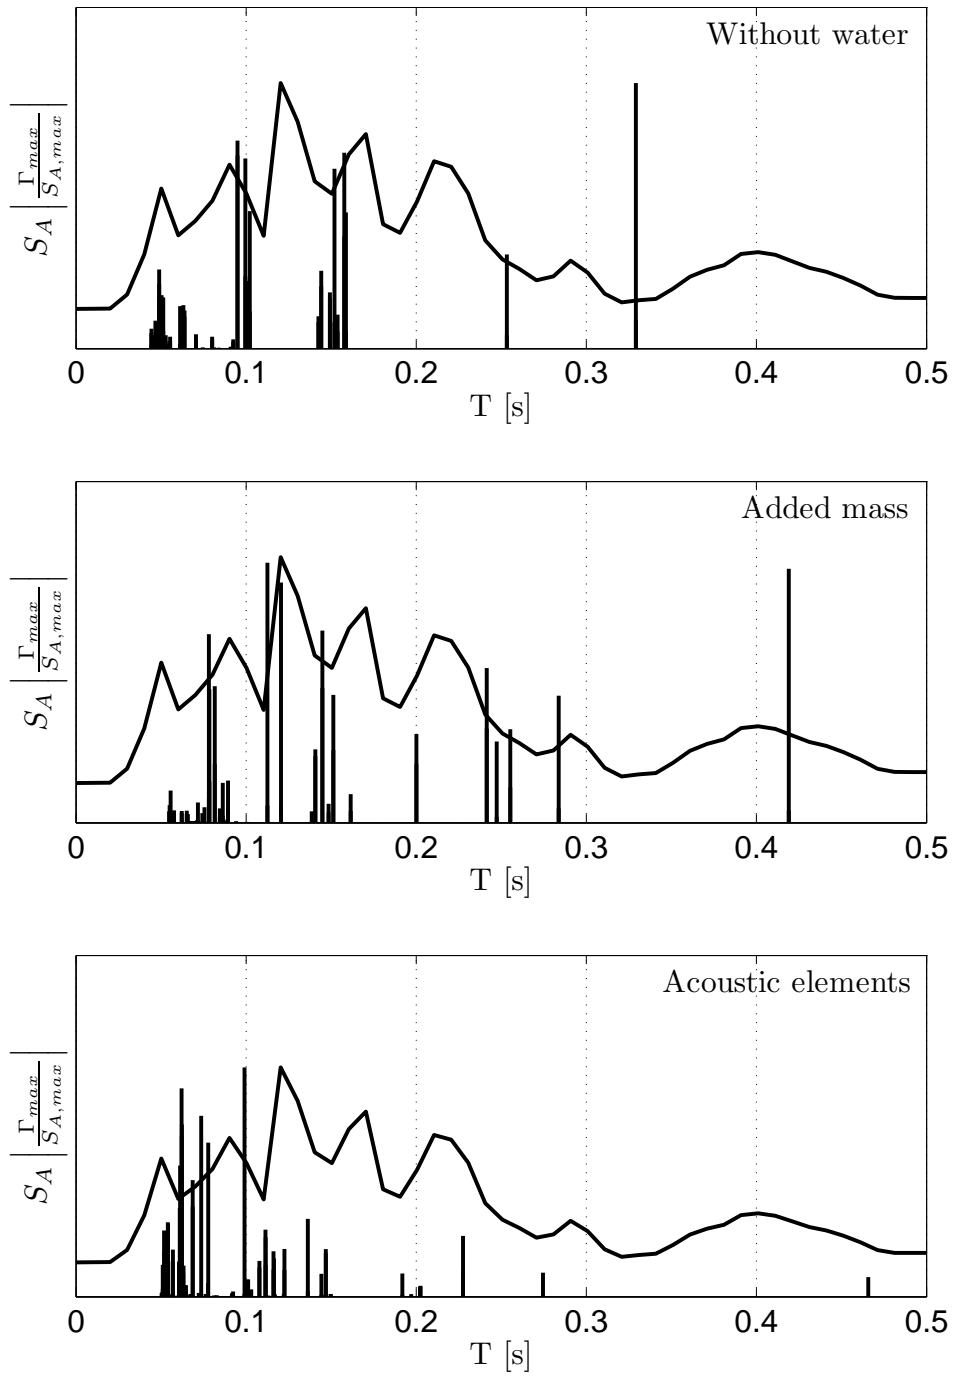 Without water
S_A |Γ_max/S_A,max|
0 0.1 0.2 0.3 0.4 0.5
T [s]
Added mass
S_A |Γ_max/S_A,max|
0 0.1 0.2 0.3 0.4 0.5
T [s]
Acoustic elements
S_A |Γ_max/S_A,max|
0 0.1 0.2 0.3 0.4 0.5
T [s]